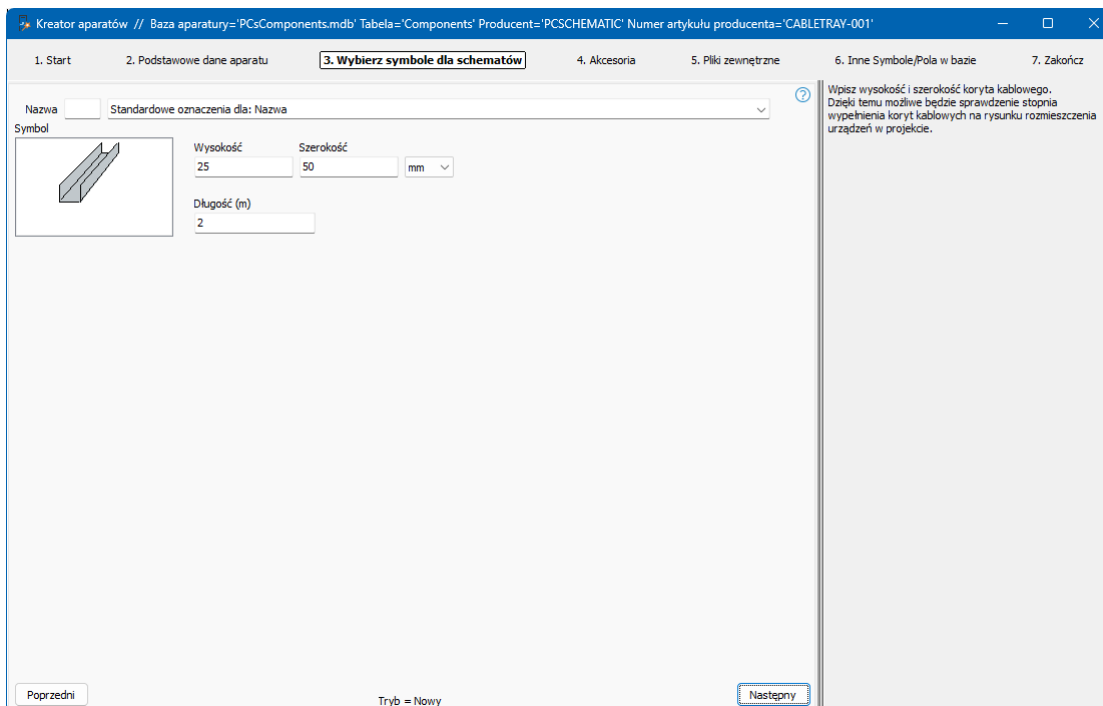 Kreator aparatów // Baza aparatury='PCsComponents.mdb' Tabela='Components' Producent='PCSCHEMATIC' Numer artykułu producenta='CABLETRAY-001'
1. Start 2. Podstawowe dane aparatu 3. Wybierz symbole dla schematów 4. Akcesoria 5. Pliki zewnętrzne 6. Inne Symbole/Pola w bazie 7. Zakończ
Nazwa Standardowe oznaczenia dla: Nazwa
Symbol
Wysokość Szerokość
25 50 mm
Długość (m)
2
Wpisz wysokość i szerokość koryta kablowego.
Dzięki temu możliwe będzie sprawdzenie stopnia
wypełnienia koryt kablowych na rysunku rozmieszczenia
urządzeń w projekcie.
Poprzedni Tryb = Nowy Następny